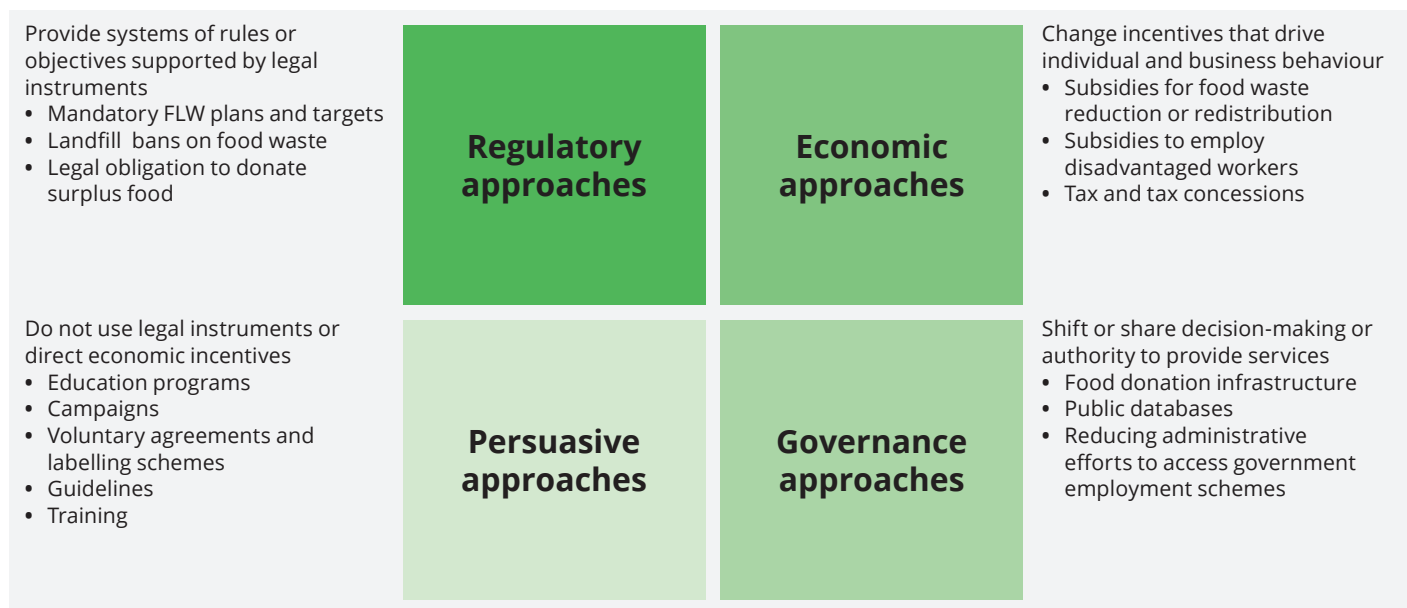 Provide systems of rules or
objectives supported by legal
instruments
• Mandatory FLW plans and targets
• Landfill bans on food waste
• Legal obligation to donate
surplus food
Regulatory
approaches
Economic
approaches
Change incentives that drive
individual and business behaviour
• Subsidies for food waste
reduction or redistribution
• Subsidies to employ
disadvantaged workers
• Tax and tax concessions
Do not use legal instruments or
direct economic incentives
• Education programs
• Campaigns
• Voluntary agreements and
labelling schemes
• Guidelines
• Training
Persuasive
approaches
Governance
approaches
Shift or share decision-making or
authority to provide services
• Food donation infrastructure
• Public databases
• Reducing administrative
efforts to access government
employment schemes